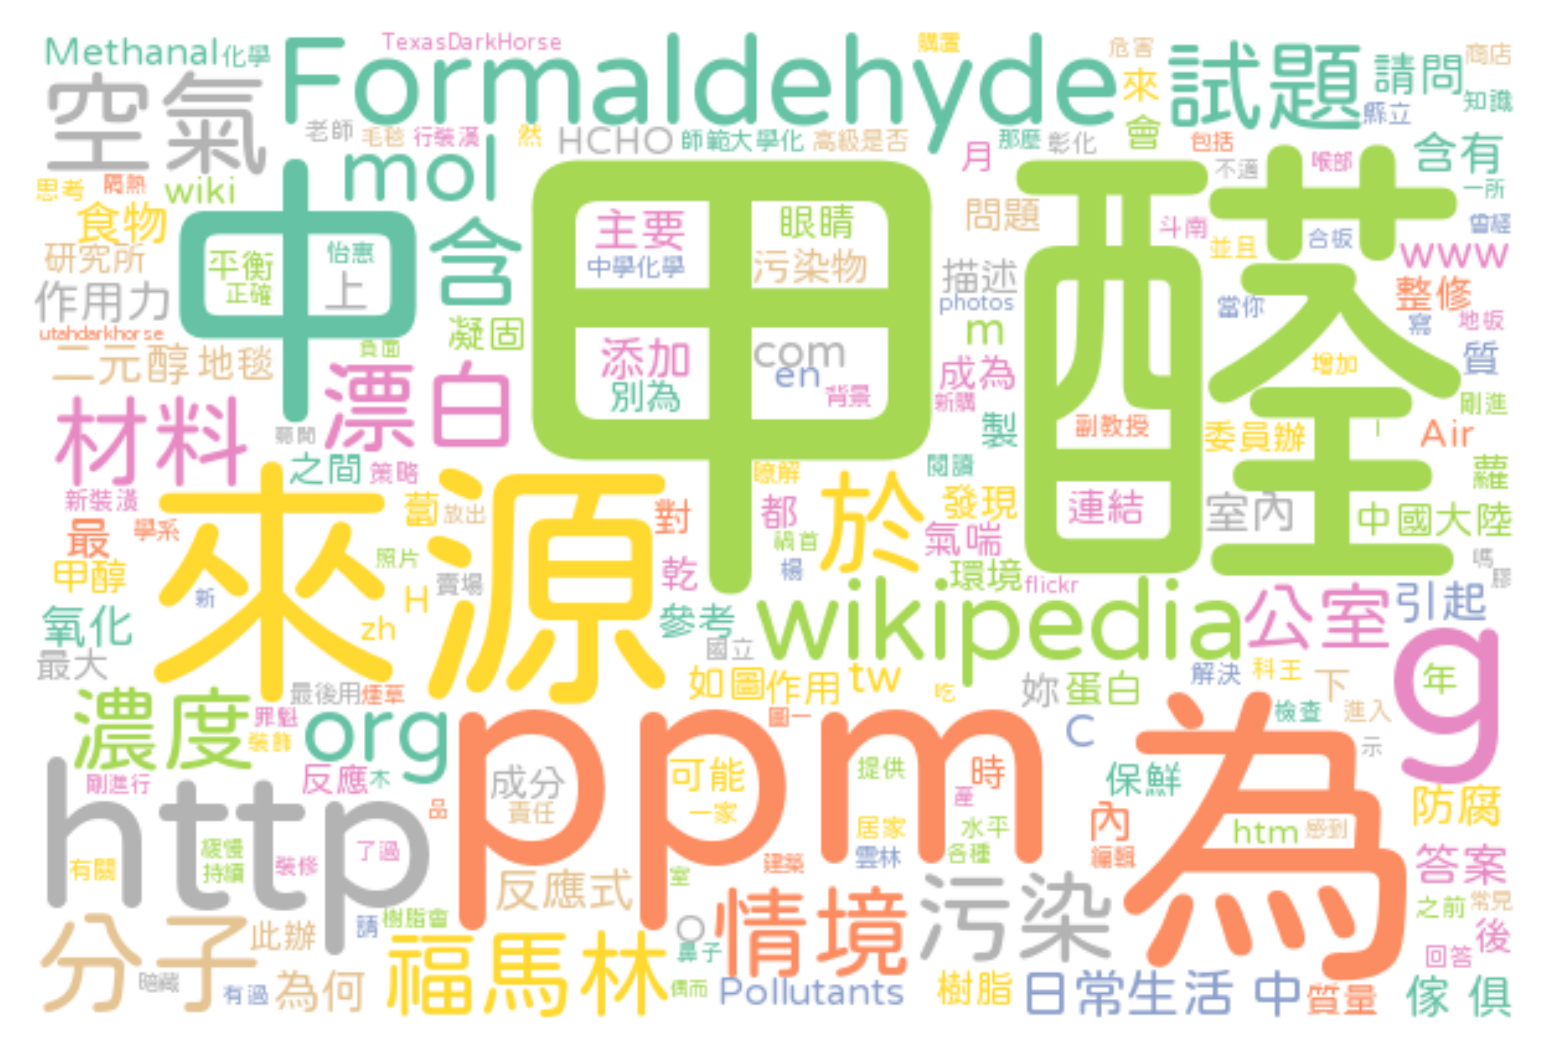 Methanal 化學 TexasDarkHorse 購置 危害 商店
Formaldehyde 來 試題 請問 知識
空氣 老師 毛毯 行裝潢 然 HCHO 師範大學化 高級是否 那麼 彰化 會 包括 縣立
思考 隔熱 wiki mol 月 不適 喉部 含有 一所
食物 中 含 甲醛 主要 眼睛 問題 斗南 並且 合板 曾經
研究所 平衡 怡惠 中學化學 污染物 描述 www
作用力 正確 上 photos 當你 整修
utahdarkhorse 負面 凝固 m 寫 地板
二元醇 地毯 漂白 添加 com 成為 增加 質
別為 en 背景 新購 剛進
材料 聽聞 製 副教授 委員辦 Air
之間 策略 瞭解 閱讀 蘿
新裝潢 來源 蔔 放出 對 都 於 發現 連結 室內 中國大陸
最 學系 禍首 氣喘 嗎
甲醇 照片 賣場 乾 楊 環境 flickr 膠
氧化 新 H zh 參考 wikipedia 公室 引起
最大 國立 g
最後用 煙草 如圖 作用 tw 吃 妳 蛋白 解決 科王 下 年
濃度 罪魁 裝飾 org ppm 圖一 C 為 檢查 進入
示
剛進行 http 反應 木 成分 可能 提供 時 保鮮
品 責任 一家 產 防腐
緩慢 了過 居家 水平 內 htm 感到
有關 持續 裝修 建築 雲林 各種 編輯 答案
反應式 室 情境 污染 之前 常見
分子 此辦 請 樹脂會 O 後
福馬林 鼻子 回答
暗藏 有過 為何 偶而 Pollutants 樹脂 日常生活 中 質量 傢俱